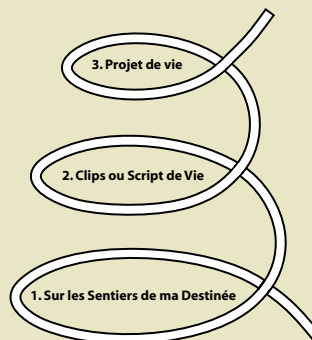 3. Projet de vie
2. Clips ou Script de Vie
1. Sur les Sentiers de ma Destinée